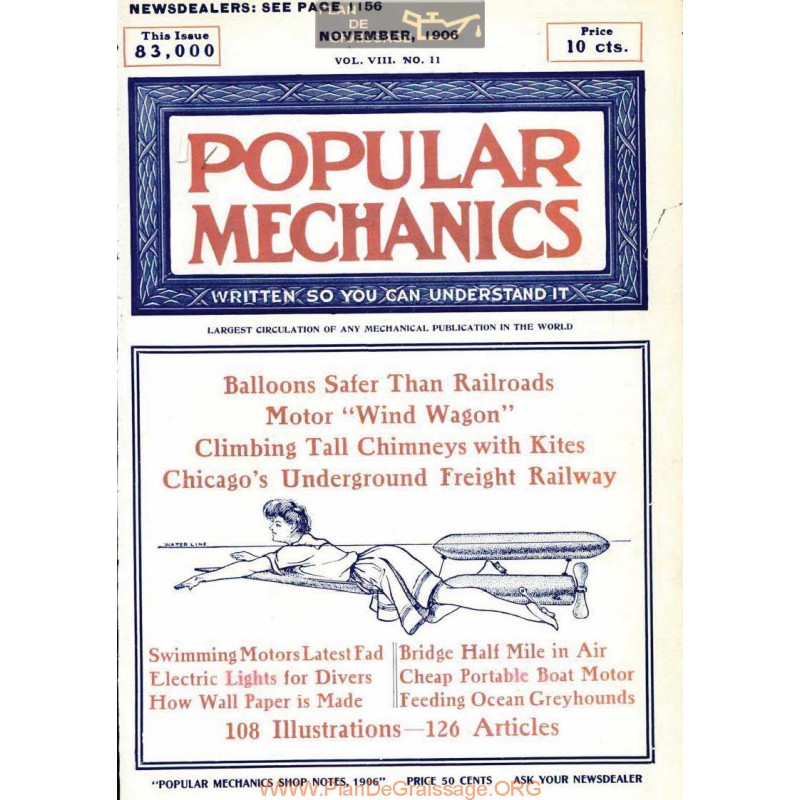 NEWSDEALERS: SEE PAGE 1156
PLAN
DE
GRAISSAGE
This Issue
83,000
NOVEMBER, 1906
Price
10 cts.
VOL. VIII. NO. 11
POPULAR
MECHANICS
WRITTEN SO YOU CAN UNDERSTAND IT
LARGEST CIRCULATION OF ANY MECHANICAL PUBLICATION IN THE WORLD
Balloons Safer Than Railroads
Motor "Wind Wagon"
Climbing Tall Chimneys with Kites
Chicago's Underground Freight Railway
WATER LINE
Swimming Motors Latest Fad
Electric Lights for Divers
How Wall Paper is Made
Bridge Half Mile in Air
Cheap Portable Boat Motor
Feeding Ocean Greyhounds
108 Illustrations—126 Articles
"POPULAR MECHANICS SHOP NOTES, 1906" PRICE 50 CENTS ASK YOUR NEWSDEALER
www.PlanDeGraissage.ORG